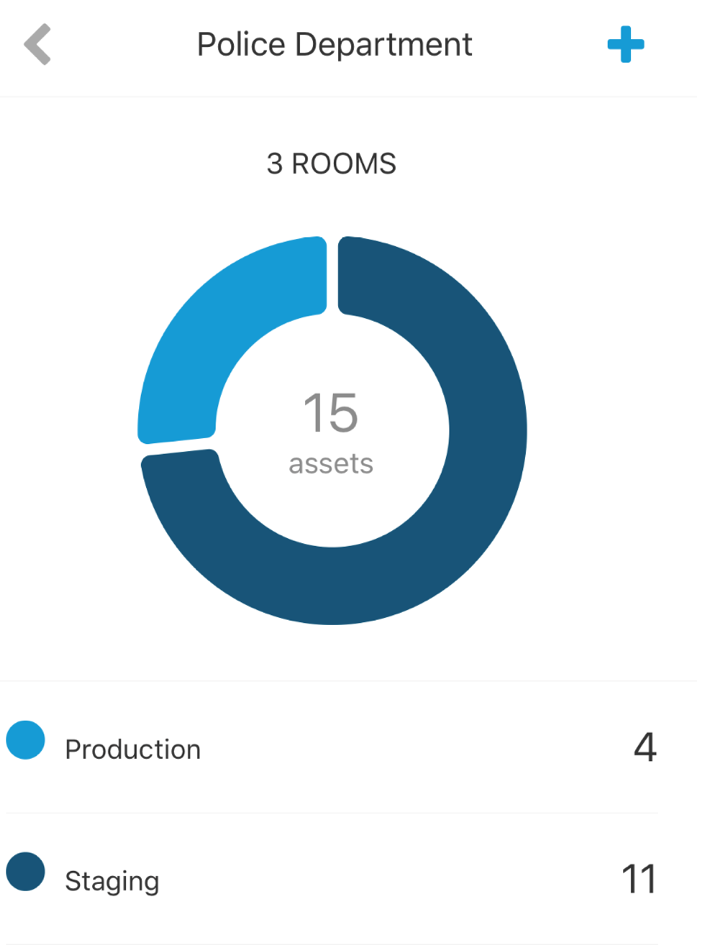 Police Department
3 ROOMS
15
assets
Production 4
Staging 11